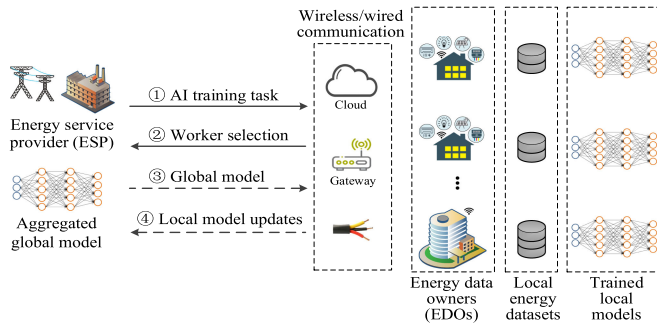 Wireless/wired
communication
① AI training task
Cloud
Energy service
provider (ESP)
② Worker selection
③ Global model
Gateway
Aggregated
global model
④ Local model updates
Energy data
owners
(EDOs)
Local
energy
datasets
Trained
local
models